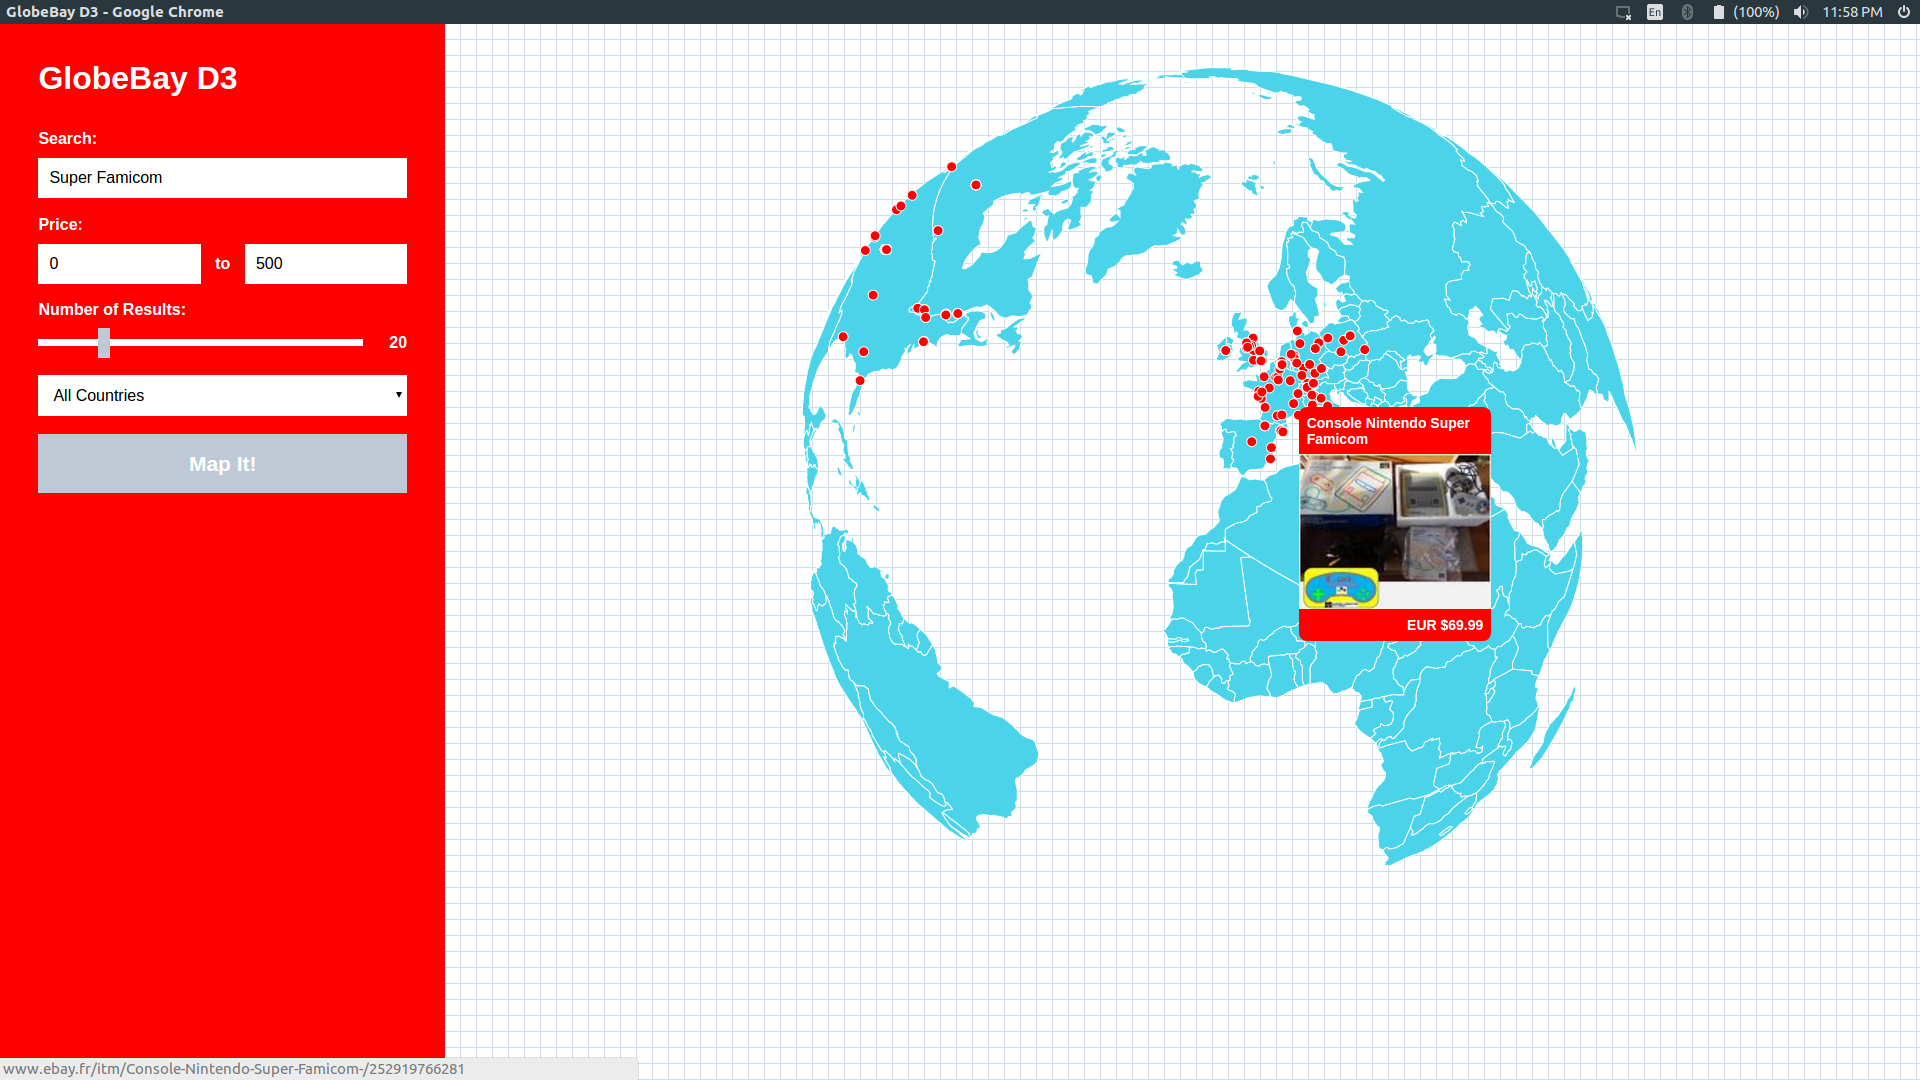 GlobeBay D3 - Google Chrome
En
(100%)
11:58 PM
GlobeBay D3
Search:
Super Famicom
Price:
0
to
500
Number of Results:
20
All Countries
Map It!
Console Nintendo Super
Famicom
EUR $69.99
www.ebay.fr/itm/Console-Nintendo-Super-Famicom-/252919766281